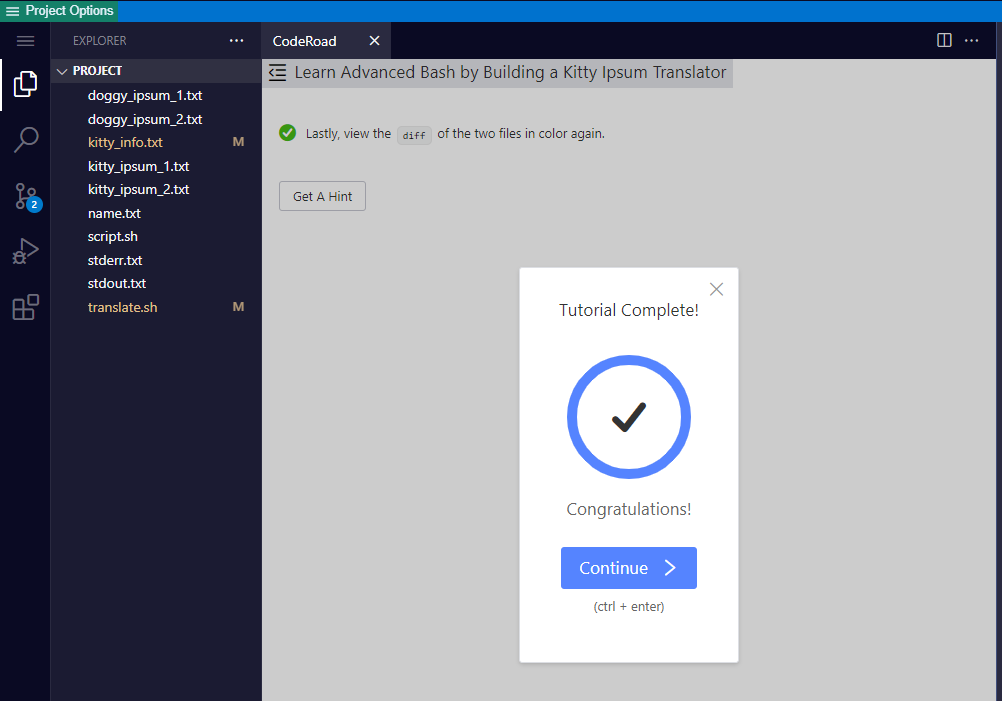 Project Options
EXPLORER
PROJECT
doggy_ipsum_1.txt
doggy_ipsum_2.txt
kitty_info.txt M
kitty_ipsum_1.txt
kitty_ipsum_2.txt
name.txt
script.sh
stderr.txt
stdout.txt
translate.sh M
2
CodeRoad
Learn Advanced Bash by Building a Kitty Ipsum Translator
Lastly, view the diff of the two files in color again.
Get A Hint
Tutorial Complete!
Congratulations!
Continue
(ctrl + enter)